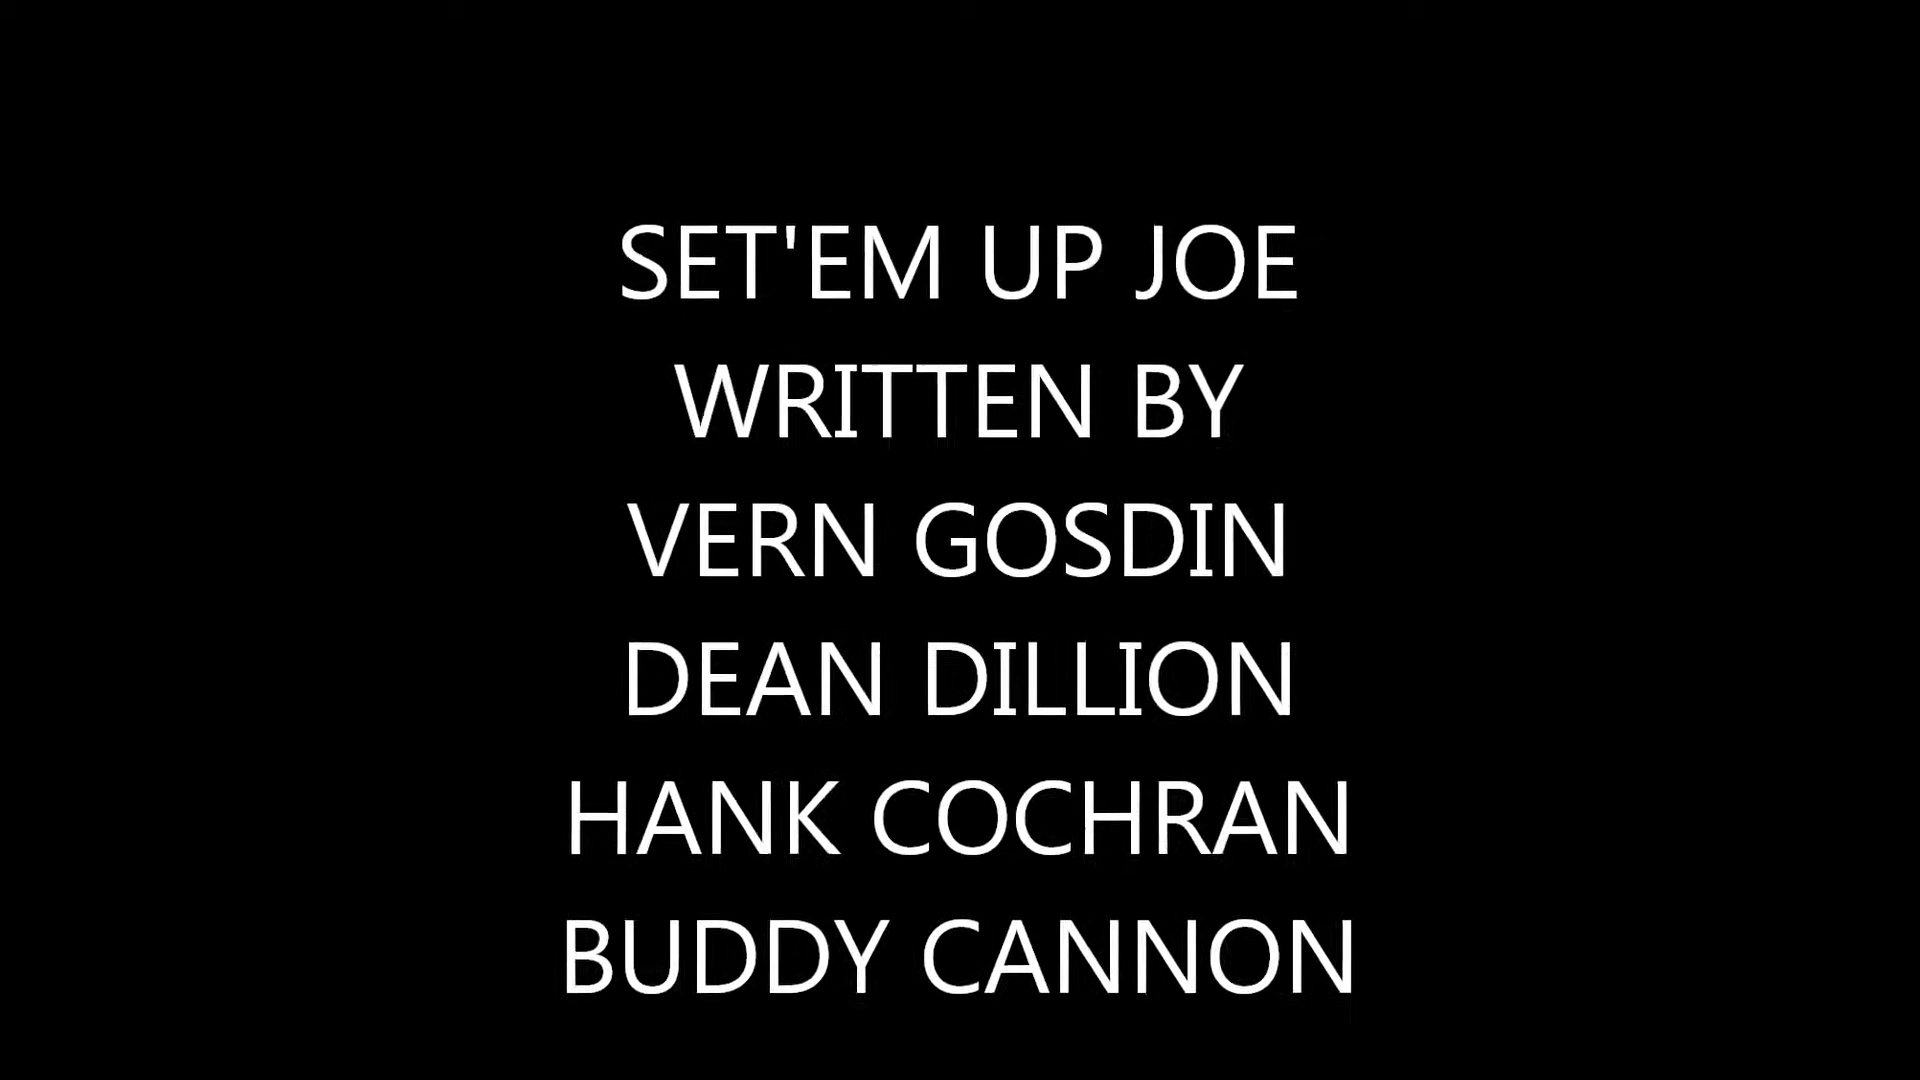 SET'EM UP JOE
WRITTEN BY
VERN GOSDIN
DEAN DILLION
HANK COCHRAN
BUDDY CANNON